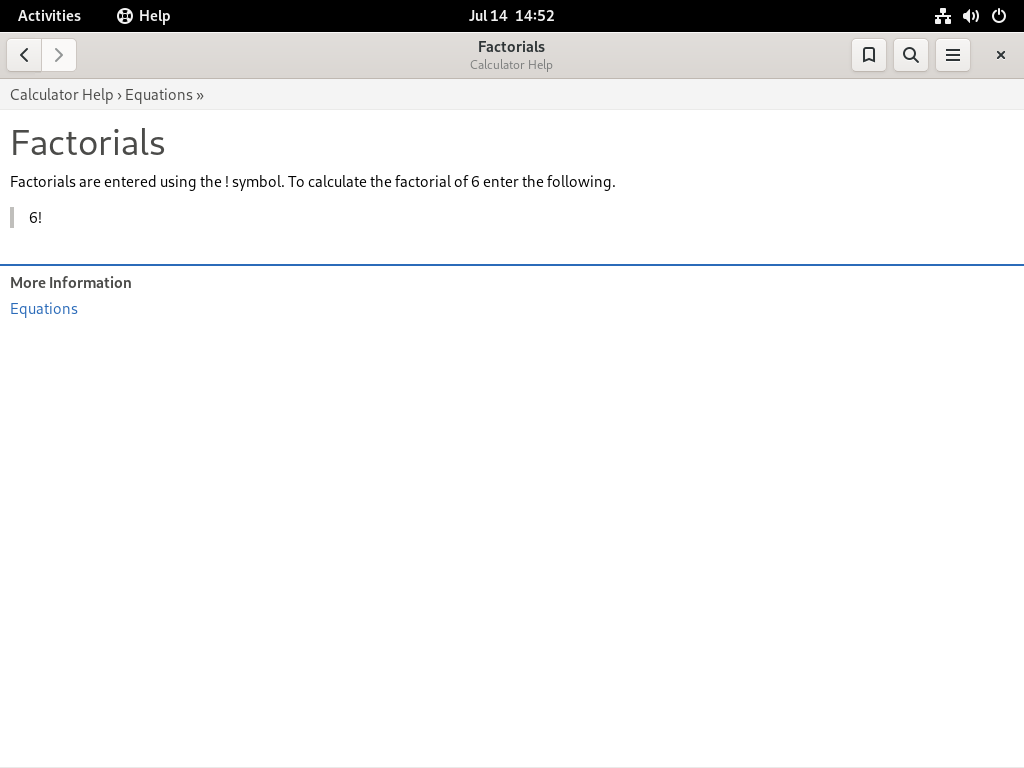 Activities
Help
Jul 14 14:52
Factorials
Calculator Help
Calculator Help › Equations »
Factorials
Factorials are entered using the ! symbol. To calculate the factorial of 6 enter the following.
6!
More Information
Equations